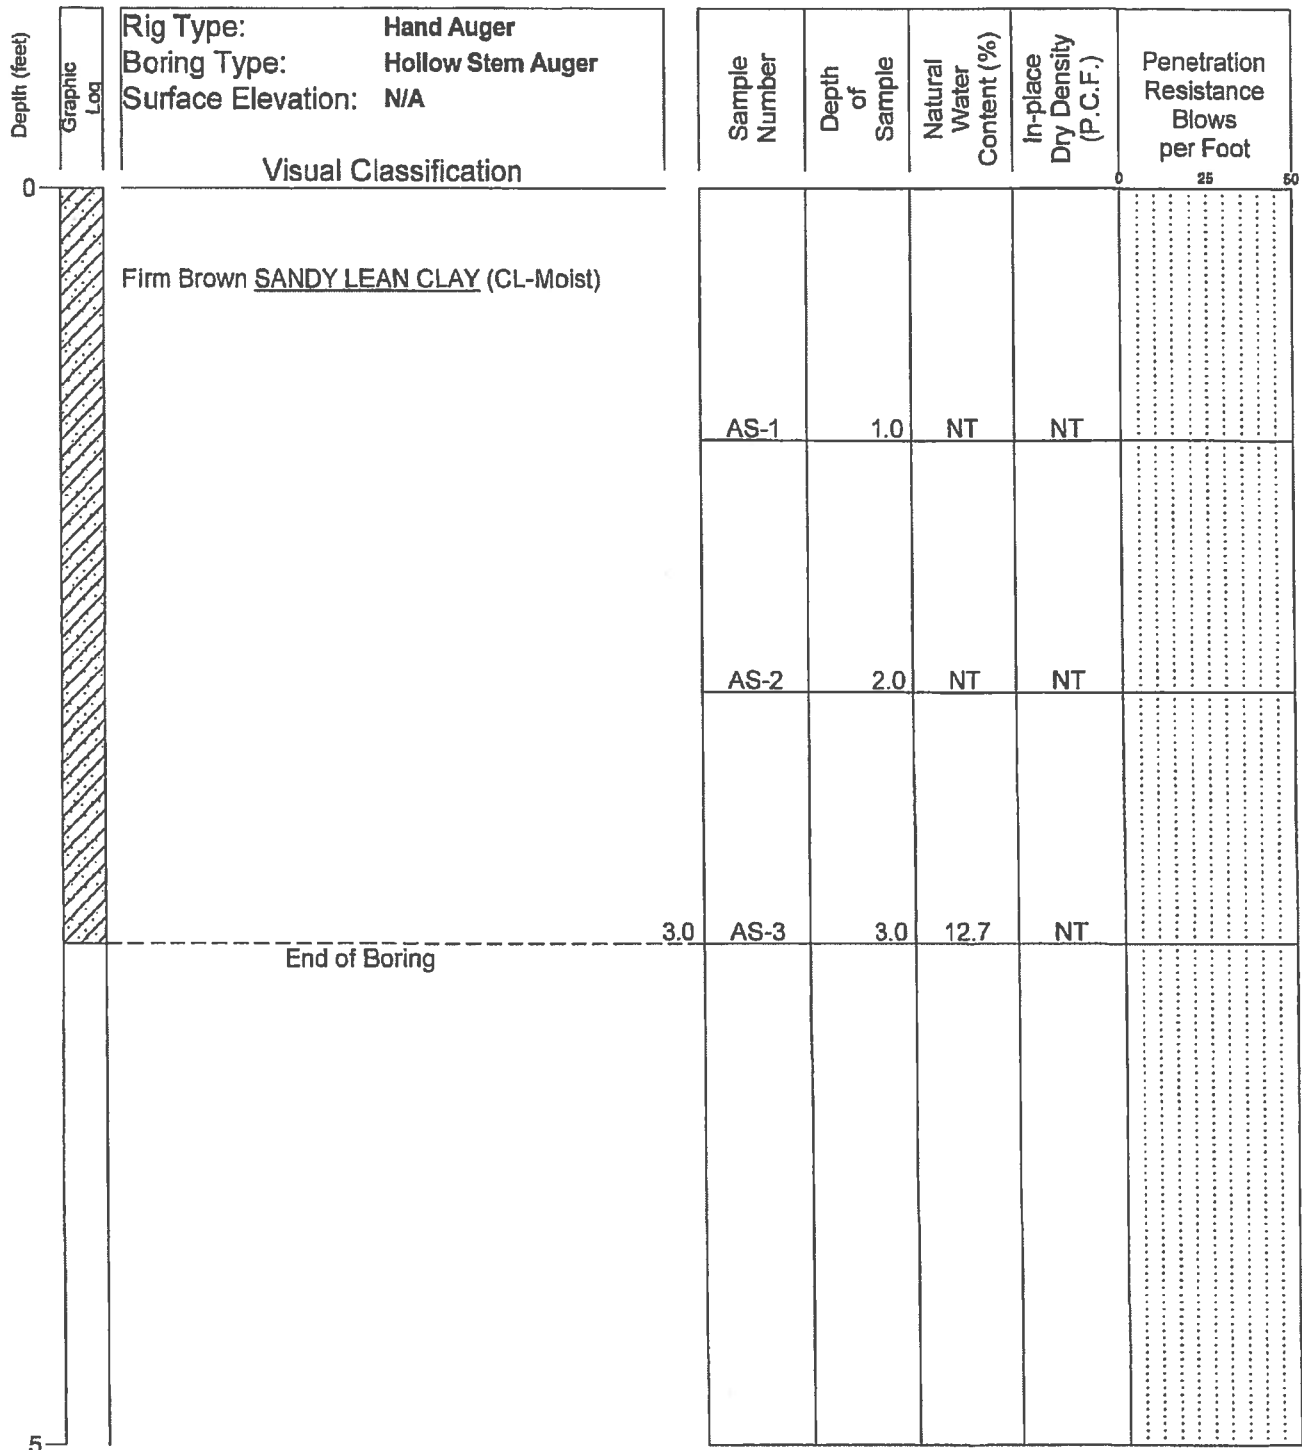 Depth (feet)
Graphic
Log
Rig Type: Hand Auger
Boring Type: Hollow Stem Auger
Surface Elevation: N/A
Visual Classification
Sample
Number
Depth
of
Sample
Natural
Water
Content (%)
In-place
Dry Density
(P.C.F.)
Penetration
Resistance
Blows
per Foot
0 25 50
0
Firm Brown SANDY LEAN CLAY (CL-Moist)
AS-1 1.0 NT NT
AS-2 2.0 NT NT
3.0 AS-3 3.0 12.7 NT
End of Boring
5